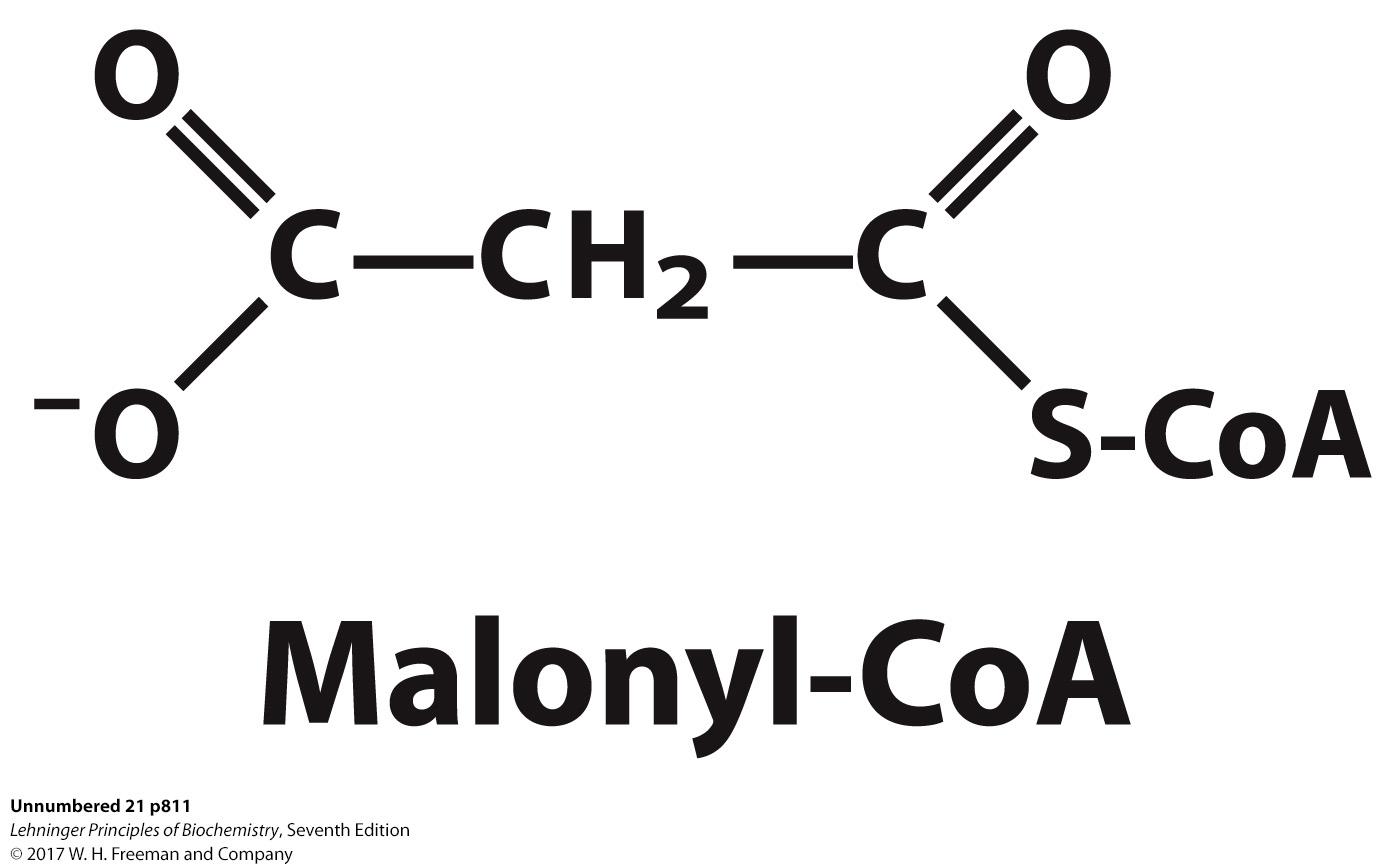 O O
C CH₂ C
⁻O S-CoA
Malonyl-CoA
Unnumbered 21 p811
Lehninger Principles of Biochemistry, Seventh Edition
© 2017 W. H. Freeman and Company